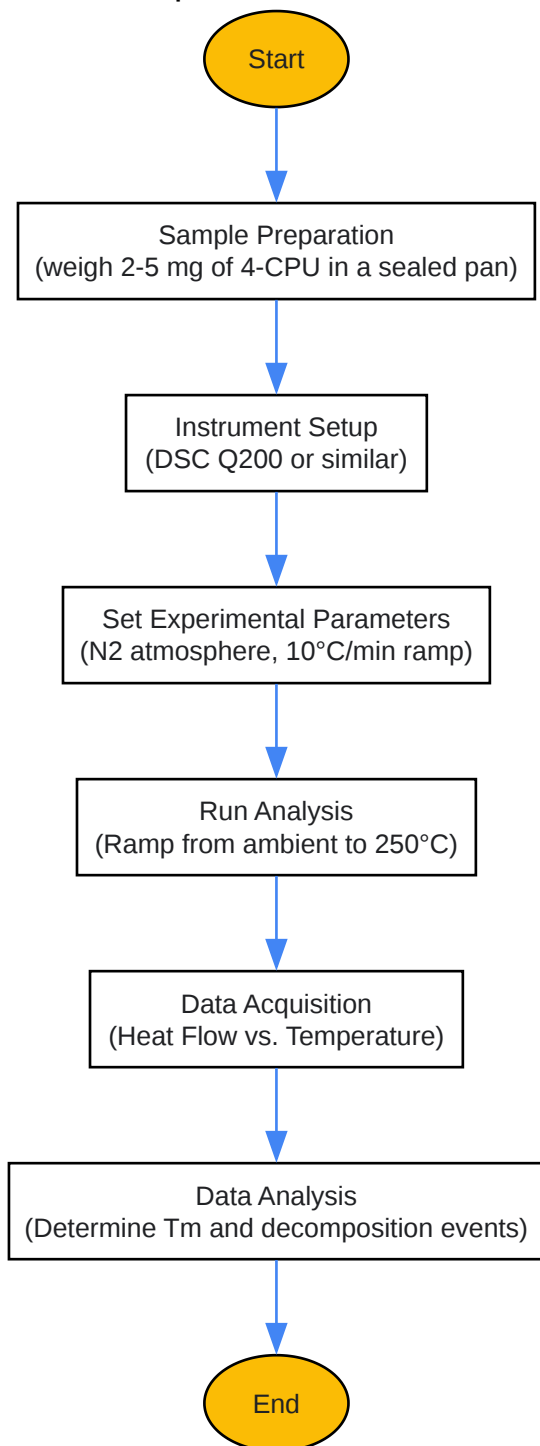 Start
Sample Preparation
(weigh 2-5 mg of 4-CPU in a sealed pan)
Instrument Setup
(DSC Q200 or similar)
Set Experimental Parameters
(N2 atmosphere, 10°C/min ramp)
Run Analysis
(Ramp from ambient to 250°C)
Data Acquisition
(Heat Flow vs. Temperature)
Data Analysis
(Determine Tm and decomposition events)
End